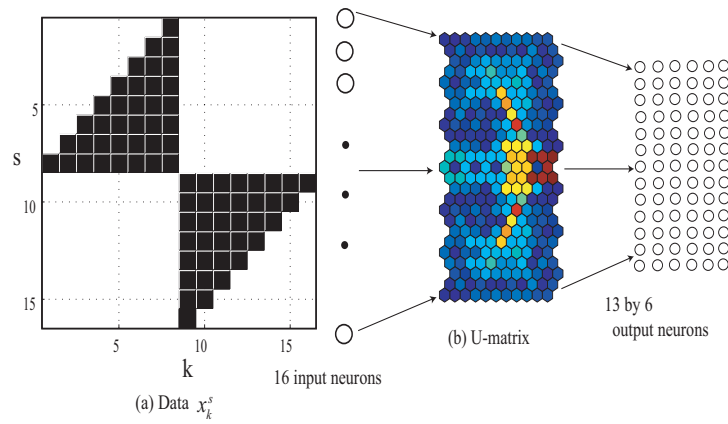 s
5
10
15
5
10
15
k
(a) Data x_k^s
16 input neurons
(b) U-matrix
13 by 6
output neurons